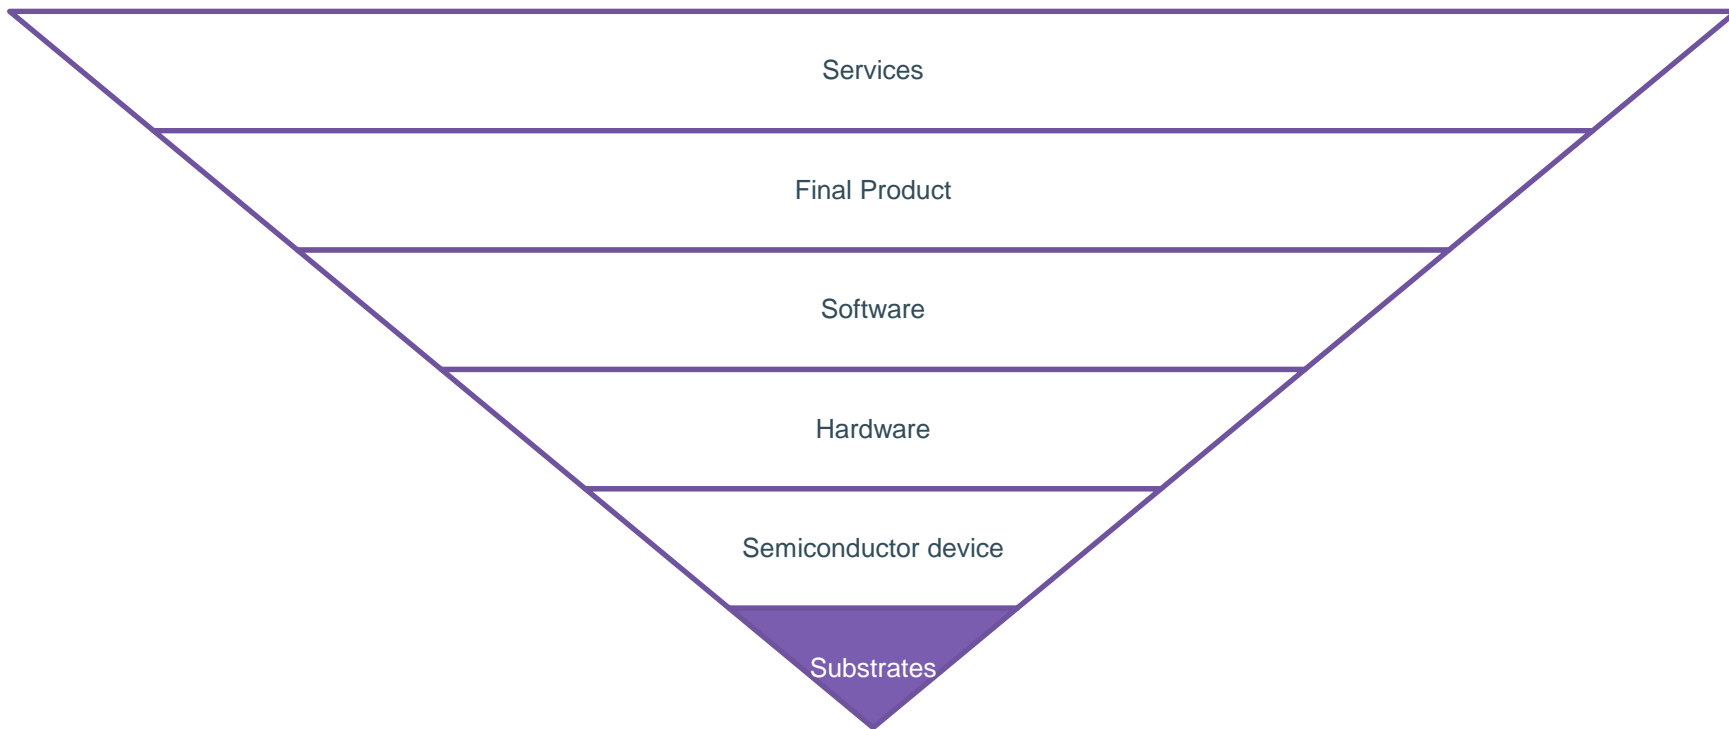 Services
Final Product
Software
Hardware
Semiconductor device
Substrates